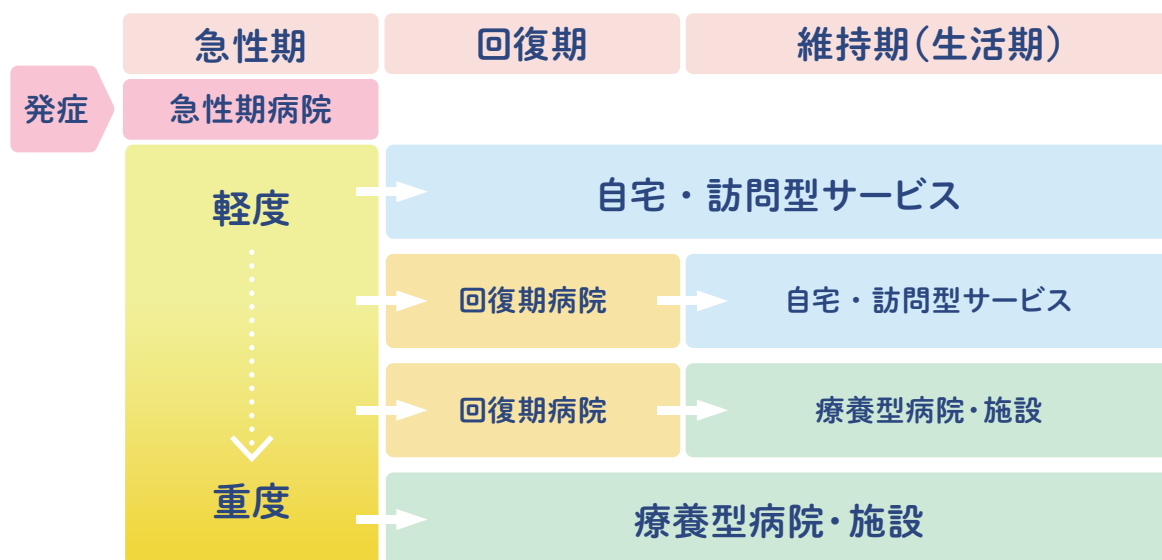 急性期
回復期
維持期(生活期)
発症
急性期病院
軽度
自宅・訪問型サービス
回復期病院
自宅・訪問型サービス
回復期病院
療養型病院・施設
重度
療養型病院・施設